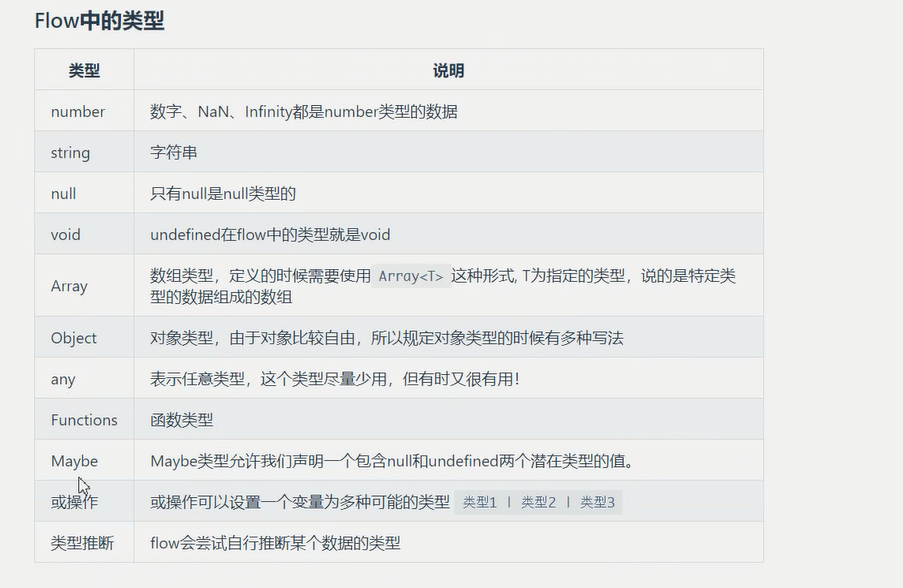 Flow中的类型
类型 说明
number 数字、NaN、Infinity都是number类型的数据
string 字符串
null 只有null是null类型的
void undefined在flow中的类型就是void
Array 数组类型，定义的时候需要使用 Array<T> 这种形式, T为指定的类型，说的是特定类
型的数据组成的数组
Object 对象类型，由于对象比较自由，所以规定对象类型的时候有多种写法
any 表示任意类型，这个类型尽量少用，但有时又很有用！
Functions 函数类型
Maybe Maybe类型允许我们声明一个包含null和undefined两个潜在类型的值。
或操作 或操作可以设置一个变量为多种可能的类型 类型1 | 类型2 | 类型3
类型推断 flow会尝试自行推断某个数据的类型